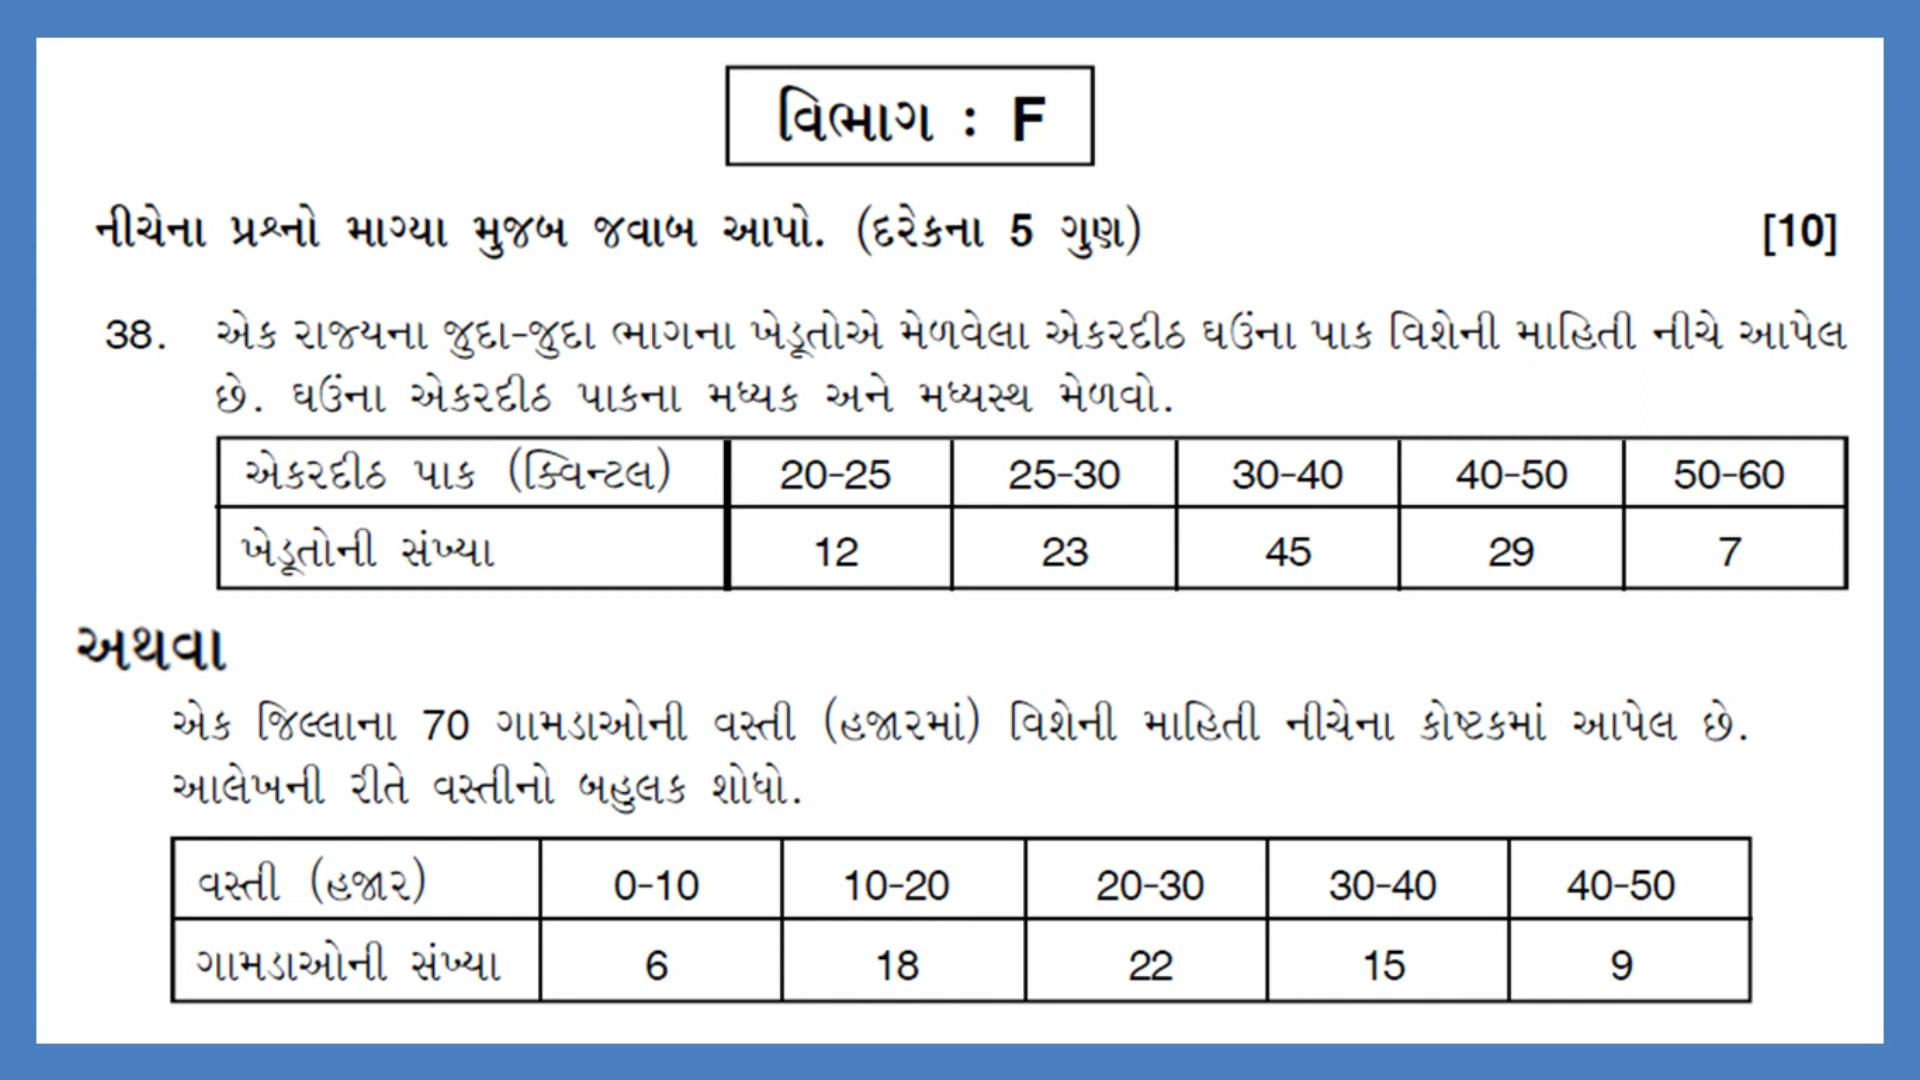 વિભાગ : F
નીચેના પ્રશ્નો માગ્યા મુજબ જવાબ આપો. (દરેકના 5 ગુણ) [10]
38. એક રાજ્યના જુદા-જુદા ભાગના ખેડૂતોએ મેળવેલા એકરદીઠ ઘઉંના પાક વિશેની માહિતી નીચે આપેલ
છે. ઘઉંના એકરદીઠ પાકના મધ્યક અને મધ્યસ્થ મેળવો.
એકરદીઠ પાક (ક્વિન્ટલ) 20-25 25-30 30-40 40-50 50-60
ખેડૂતોની સંખ્યા 12 23 45 29 7
અથવા
એક જિલ્લાના 70 ગામડાઓની વસ્તી (હજારમાં) વિશેની માહિતી નીચેના કોષ્ટકમાં આપેલ છે.
આલેખની રીતે વસ્તીનો બહુલક શોધો.
વસ્તી (હજાર) 0-10 10-20 20-30 30-40 40-50
ગામડાઓની સંખ્યા 6 18 22 15 9